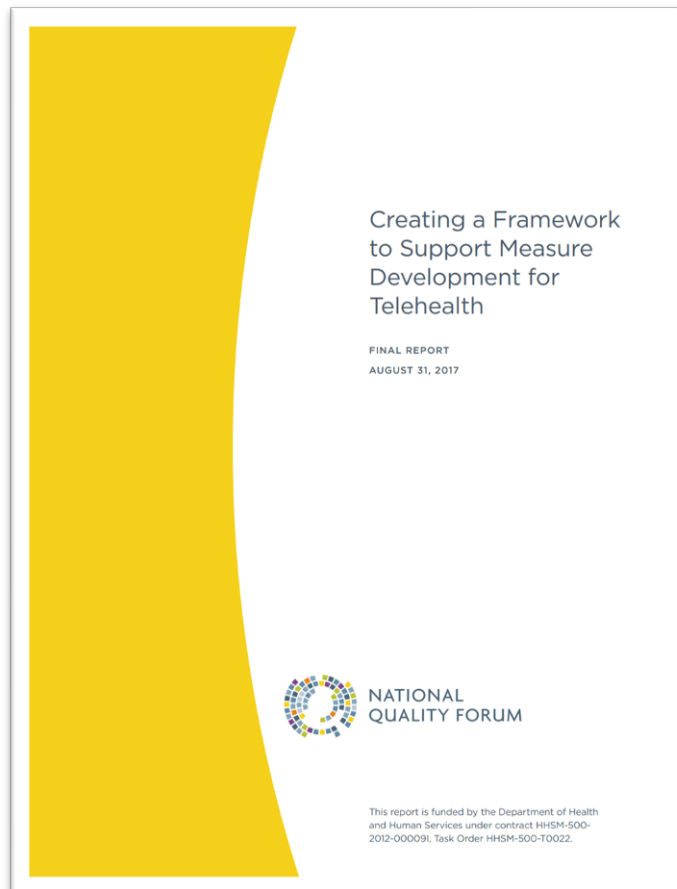 Creating a Framework
to Support Measure
Development for
Telehealth
FINAL REPORT
AUGUST 31, 2017
NATIONAL
QUALITY FORUM
This report is funded by the Department of Health
and Human Services under contract HHSM-500-
2012-00009I, Task Order HHSM-500-T0022.